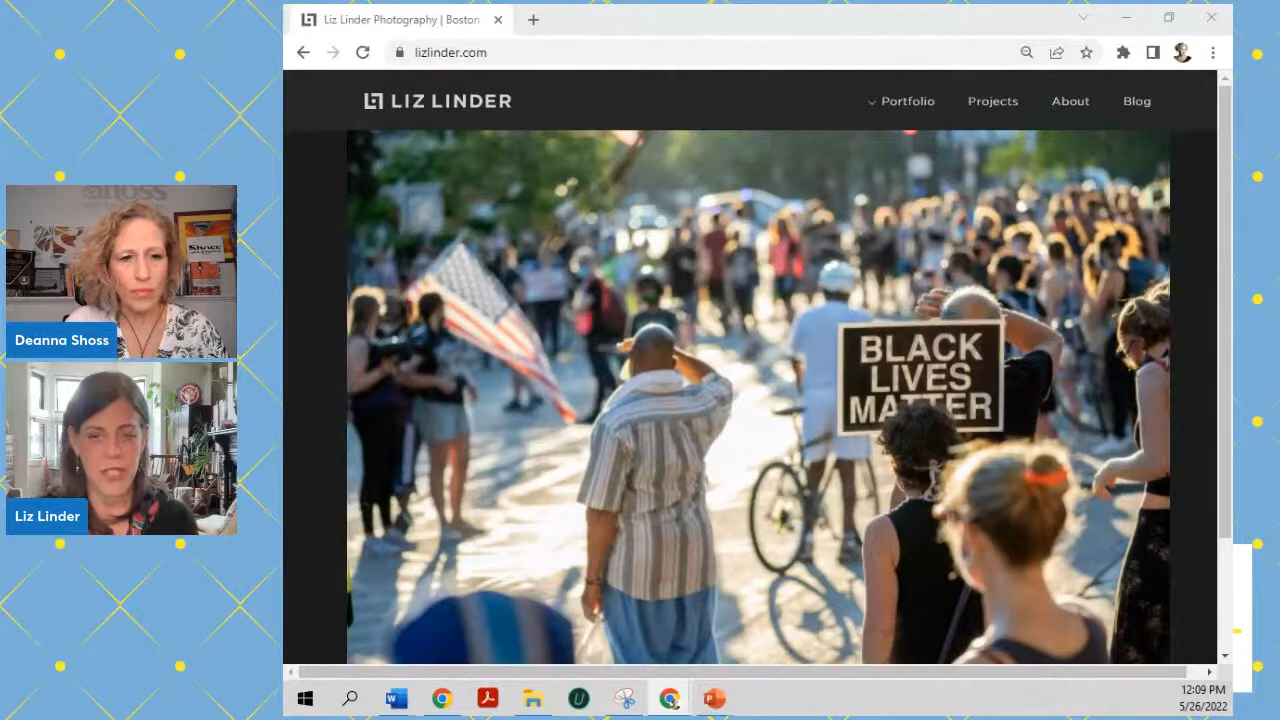 Liz Linder Photography | Boston
lizlinder.com
LIZ LINDER
Portfolio
Projects
About
Blog
BLACK
LIVES
MATTER
Deanna Shoss
Liz Linder
12:09 PM
5/26/2022